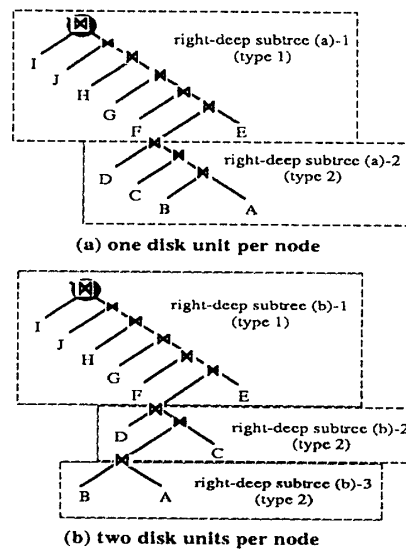 right-deep subtree (a)-1
(type 1)
I
J
H
G
F
E
right-deep subtree (a)-2
(type 2)
D
C
B
A
(a) one disk unit per node
right-deep subtree (b)-1
(type 1)
I
J
H
G
F
E
right-deep subtree (b)-2
(type 2)
D
C
right-deep subtree (b)-3
(type 2)
B
A
(b) two disk units per node